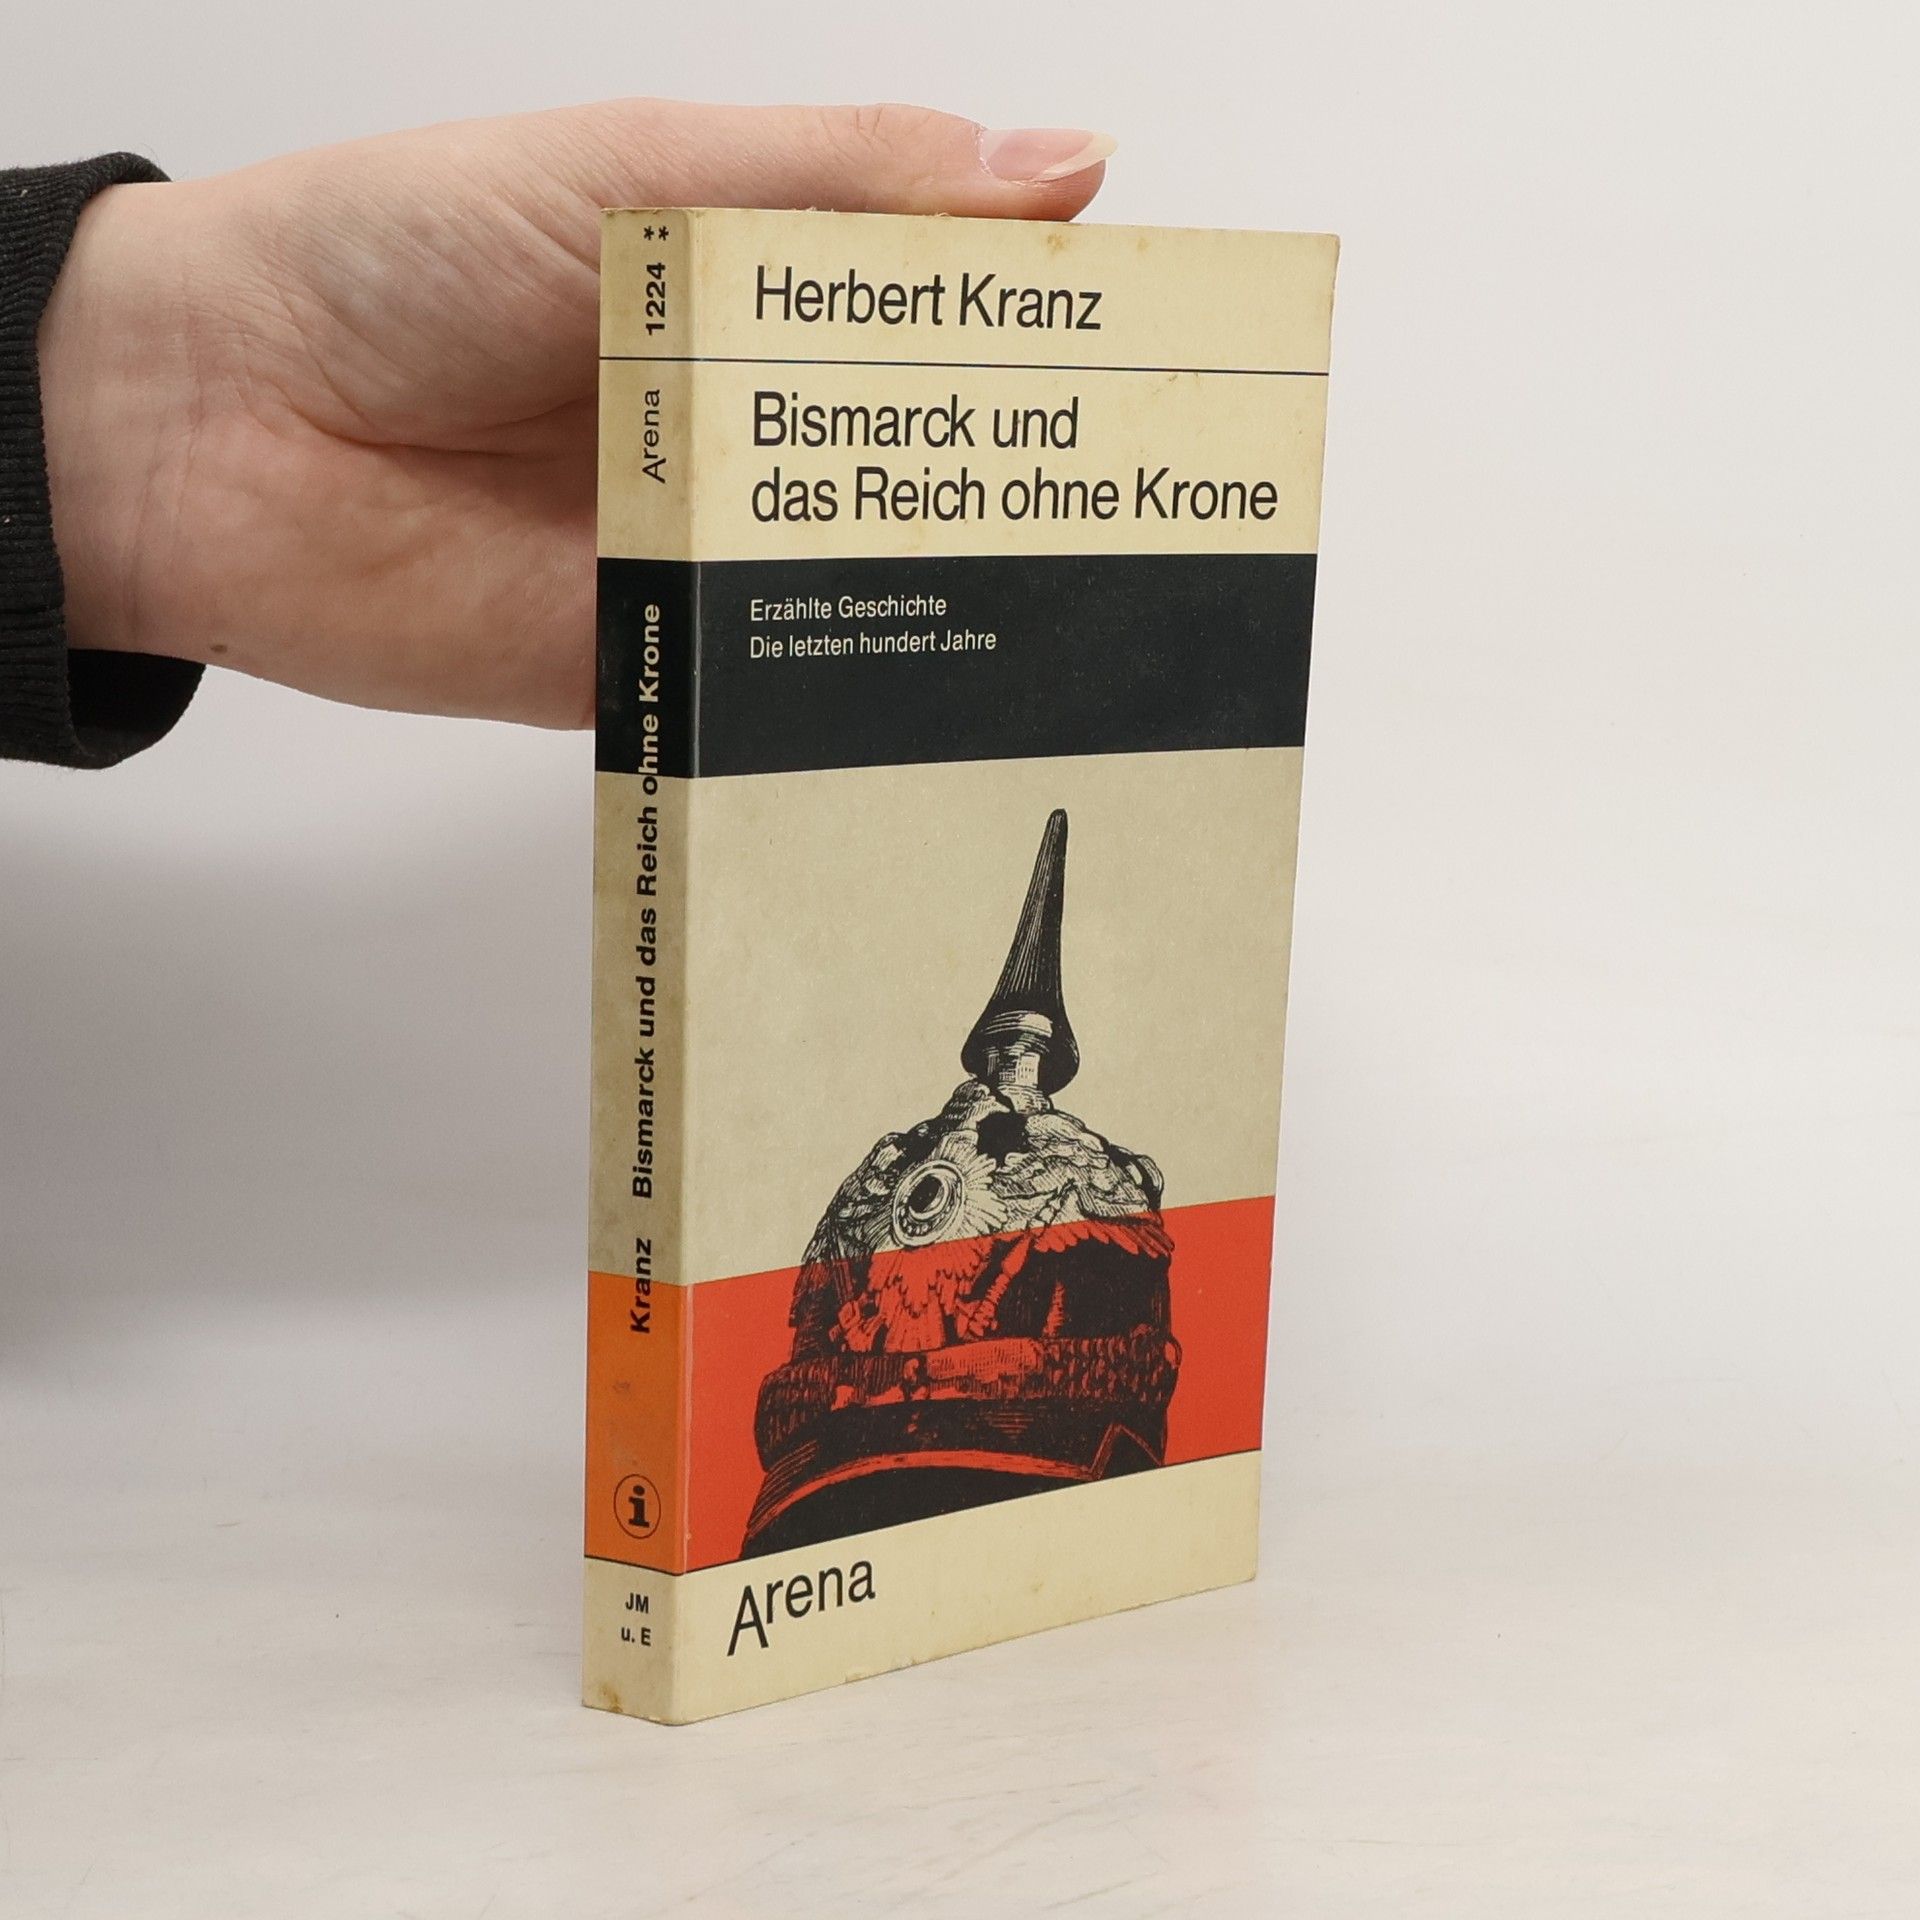 Herbert Kranz
Bismarck und
das Reich ohne Krone
Erzählte Geschichte
Die letzten hundert Jahre
Arena
Kranz Bismarck und das Reich ohne Krone Arena 1224 **
i
JM
u. E